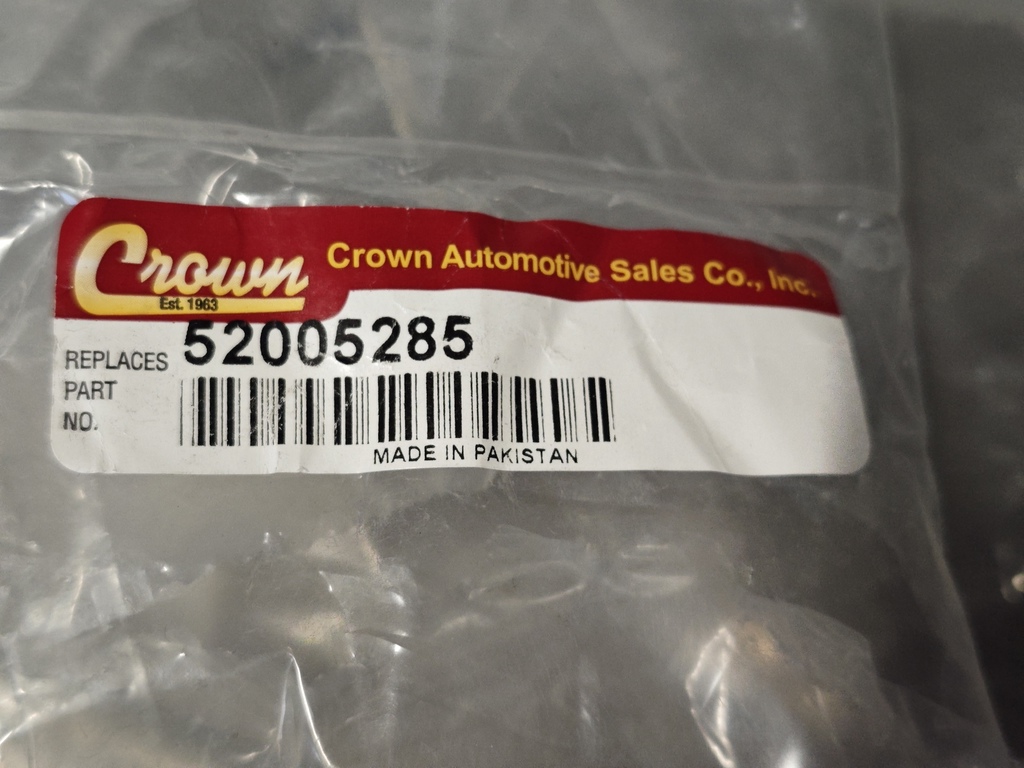 Crown
Est. 1963
Crown Automotive Sales Co., Inc.
REPLACES
PART
NO.
52005285
MADE IN PAKISTAN